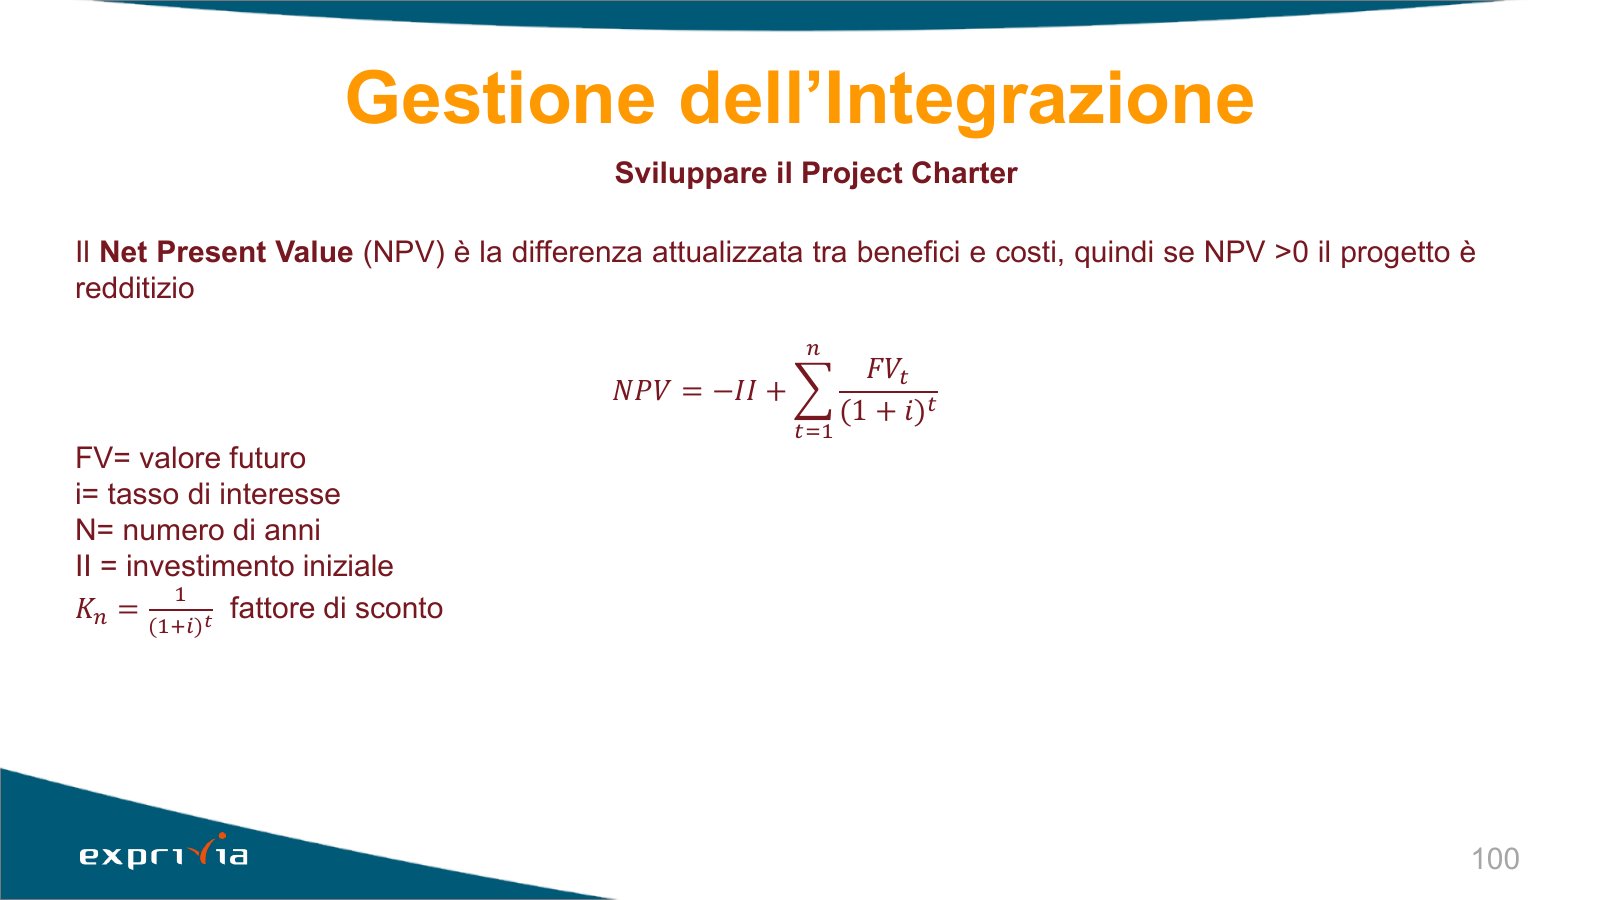 Gestione dell’Integrazione
Sviluppare il Project Charter
Il Net Present Value (NPV) è la differenza attualizzata tra benefici e costi, quindi se NPV >0 il progetto è
redditizio
NPV = −II + ∑_{t=1}^{n} FV_t / (1 + i)^t
FV= valore futuro
i= tasso di interesse
N= numero di anni
II = investimento iniziale
K_n = 1 / (1+i)^t fattore di sconto
exprivia
100